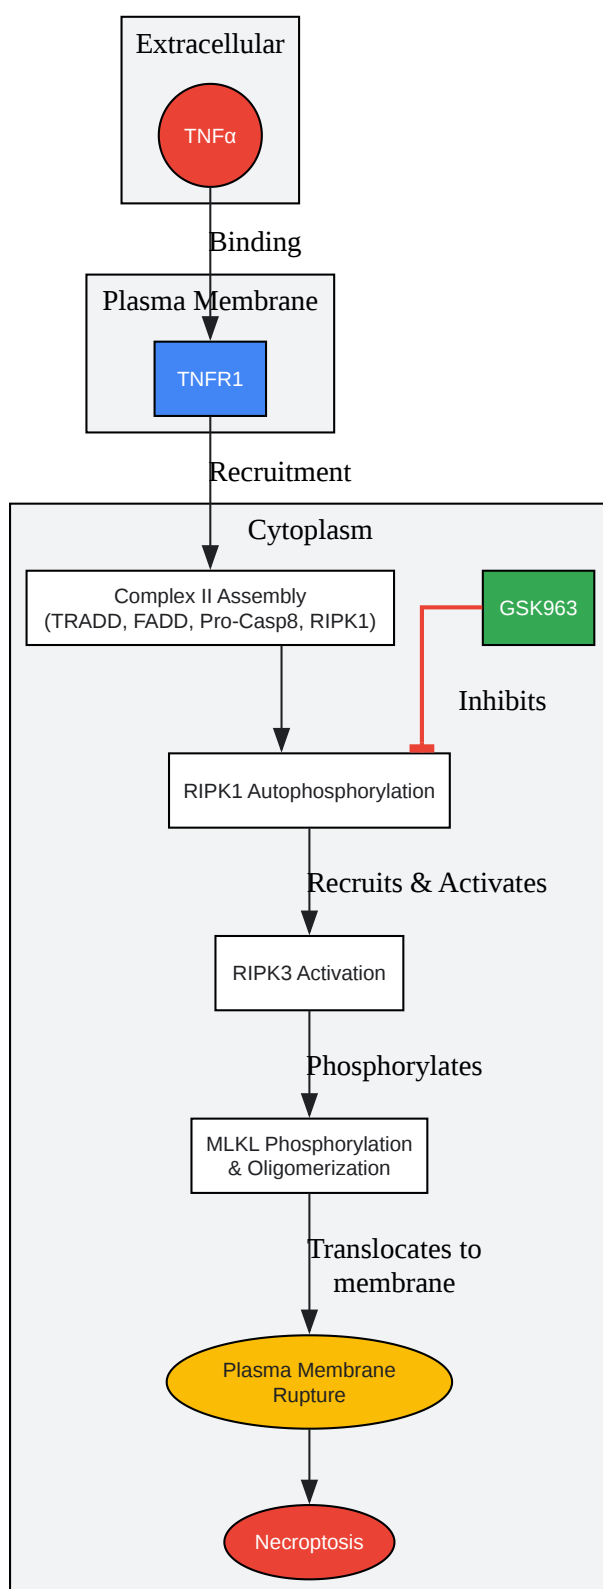 Extracellular
TNFα
Binding
Plasma Membrane
TNFR1
Recruitment
Cytoplasm
Complex II Assembly
(TRADD, FADD, Pro-Casp8, RIPK1)
GSK963
Inhibits
RIPK1 Autophosphorylation
Recruits & Activates
RIPK3 Activation
Phosphorylates
MLKL Phosphorylation
& Oligomerization
Translocates to
membrane
Plasma Membrane
Rupture
Necroptosis